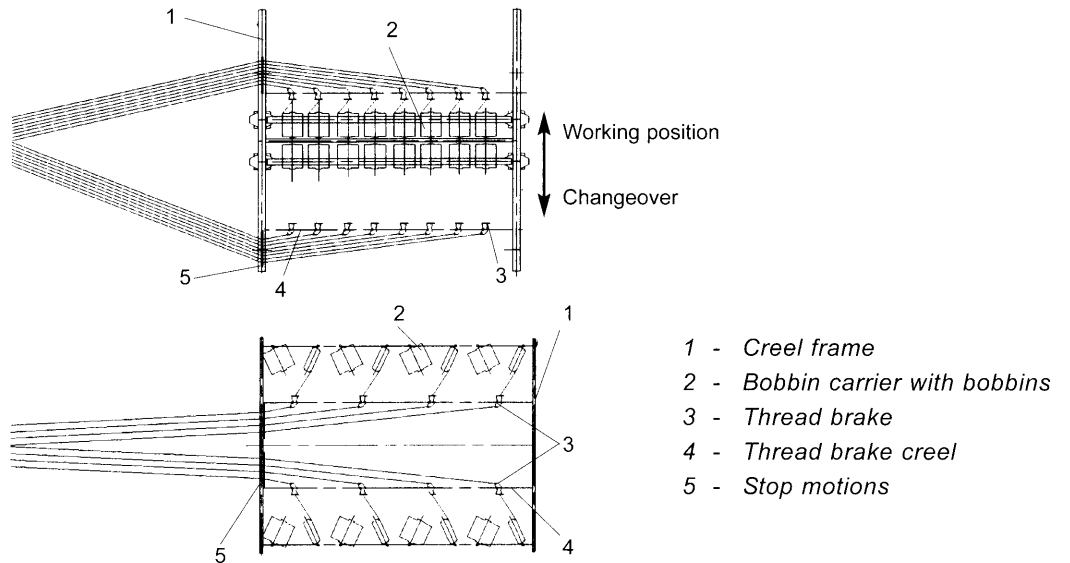 1
2
Working position
Changeover
5
4
3
2
1
3
5
4
1 - Creel frame
2 - Bobbin carrier with bobbins
3 - Thread brake
4 - Thread brake creel
5 - Stop motions